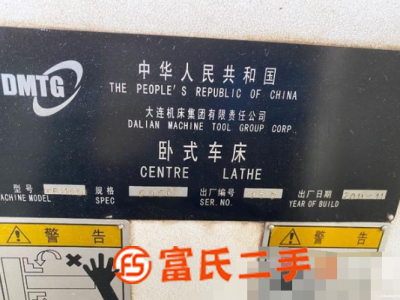 DMTG
中华人民共和国
THE PEOPLE'S REPUBLIC OF CHINA
大连机床集团有限责任公司
DALIAN MACHINE TOOL GROUP CORP
卧式车床
CENTRE LATHE
型号 规格 出厂编号 出厂日期
MACHINE MODEL SPEC SER.NO. YEAR OF BUILD
警告 警告
富氏二手